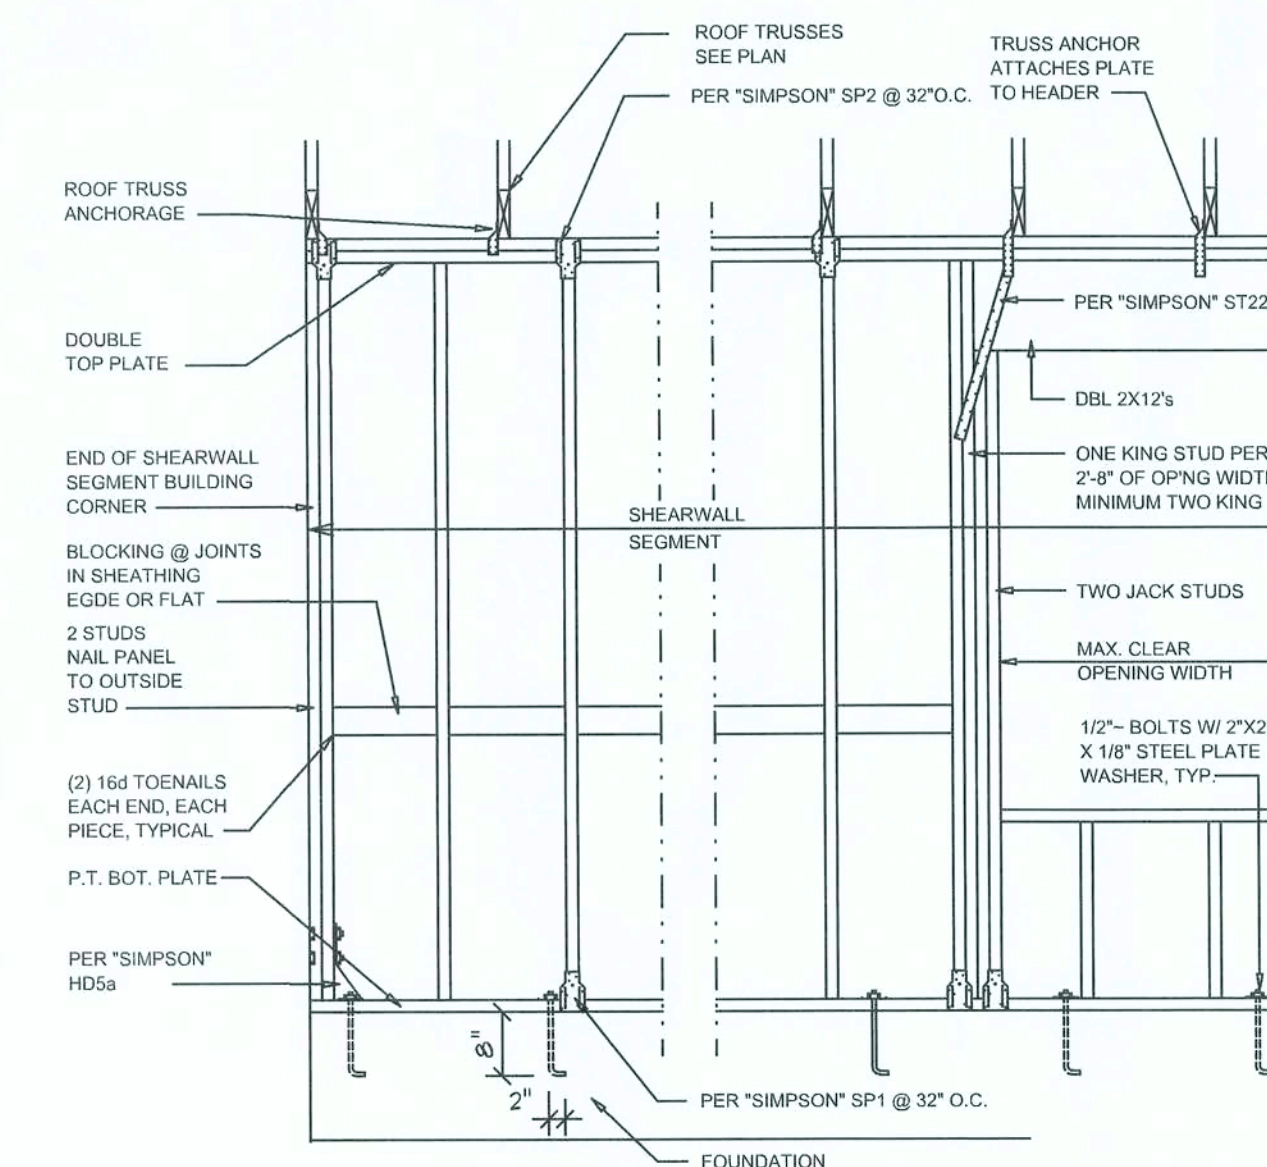 ROOF TRUSSES
SEE PLAN
PER "SIMPSON" SP2 @ 32"O.C.
TRUSS ANCHOR
ATTACHES PLATE
TO HEADER
ROOF TRUSS
ANCHORAGE
DOUBLE
TOP PLATE
PER "SIMPSON" ST22
DBL 2X12's
END OF SHEARWALL
SEGMENT BUILDING
CORNER
ONE KING STUD PER
2'-8" OF OP'NG WIDTH
MINIMUM TWO KING
SHEARWALL
SEGMENT
BLOCKING @ JOINTS
IN SHEATHING
EGDE OR FLAT
2 STUDS
NAIL PANEL
TO OUTSIDE
STUD
TWO JACK STUDS
MAX. CLEAR
OPENING WIDTH
1/2"~ BOLTS W/ 2"X2
X 1/8" STEEL PLATE
WASHER, TYP.
(2) 16d TOENAILS
EACH END, EACH
PIECE, TYPICAL
P.T. BOT. PLATE
PER "SIMPSON"
HD5a
8"
2"
PER "SIMPSON" SP1 @ 32" O.C.
FOUNDATION